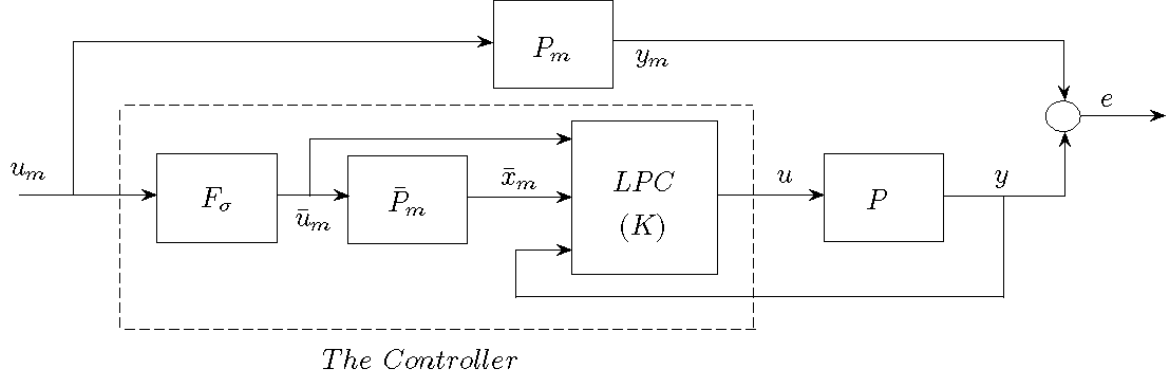 P_m
y_m
e
u_m
F_σ
ū_m
P̄_m
x̄_m
LPC
(K)
u
P
y
The Controller